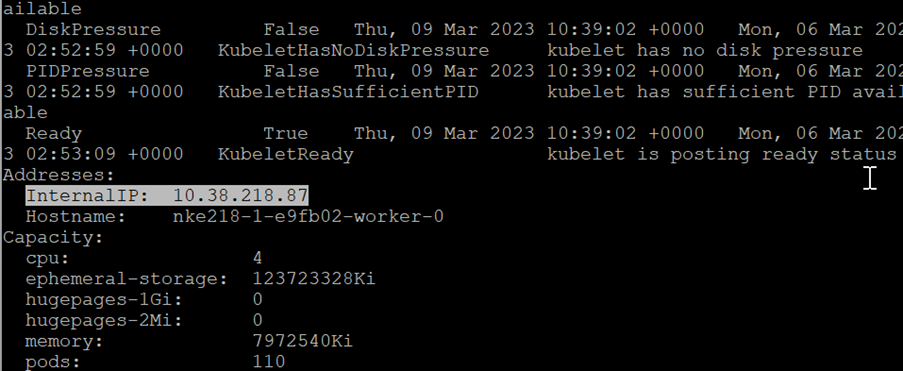 ailable
  DiskPressure         False   Thu, 09 Mar 2023 10:39:02 +0000   Mon, 06 Mar 202
3 02:52:59 +0000   KubeletHasNoDiskPressure     kubelet has no disk pressure
  PIDPressure          False   Thu, 09 Mar 2023 10:39:02 +0000   Mon, 06 Mar 202
3 02:52:59 +0000   KubeletHasSufficientPID      kubelet has sufficient PID avail
able
  Ready                True    Thu, 09 Mar 2023 10:39:02 +0000   Mon, 06 Mar 202
3 02:53:09 +0000   KubeletReady                 kubelet is posting ready status
Addresses:
  InternalIP:  10.38.218.87
  Hostname:    nke218-1-e9fb02-worker-0
Capacity:
  cpu:                4
  ephemeral-storage:  123723328Ki
  hugepages-1Gi:      0
  hugepages-2Mi:      0
  memory:             7972540Ki
  pods:               110